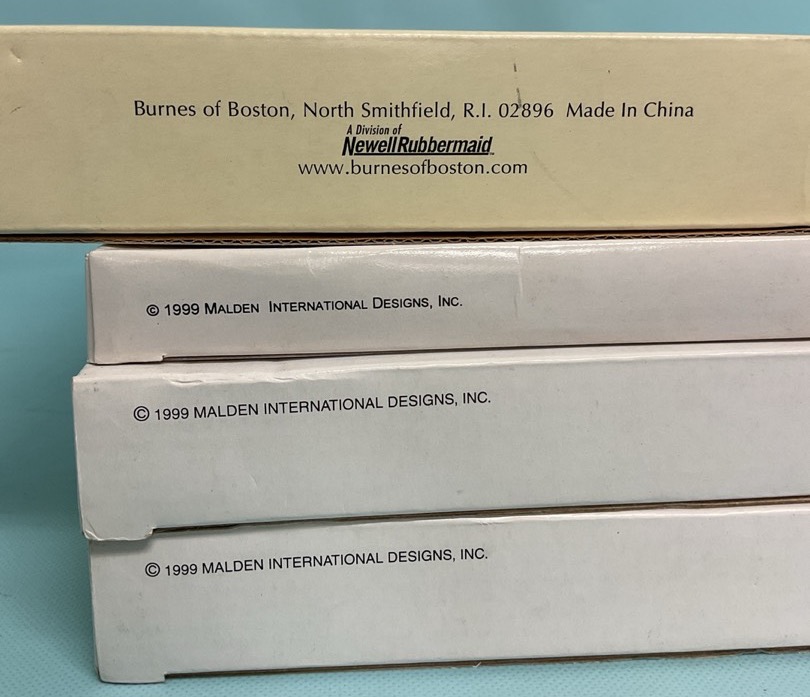 Burnes of Boston, North Smithfield, R.I. 02896 Made In China
A Division of
NewellRubbermaid™
www.burnesofboston.com
© 1999 MALDEN INTERNATIONAL DESIGNS, INC.
© 1999 MALDEN INTERNATIONAL DESIGNS, INC.
© 1999 MALDEN INTERNATIONAL DESIGNS, INC.